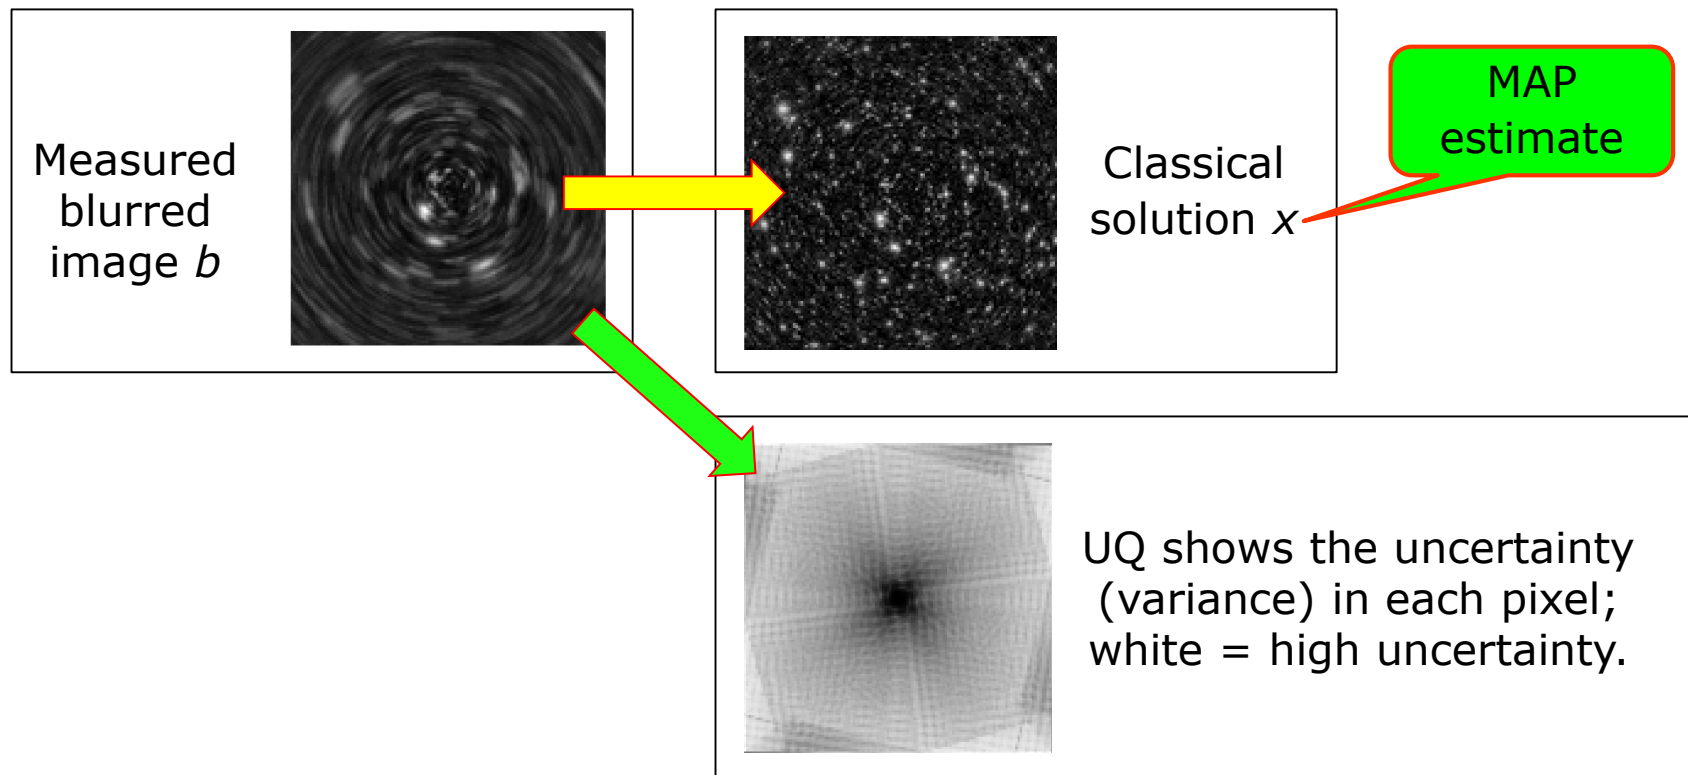 Measured
blurred
image b
Classical
solution x
MAP
estimate
UQ shows the uncertainty
(variance) in each pixel;
white = high uncertainty.